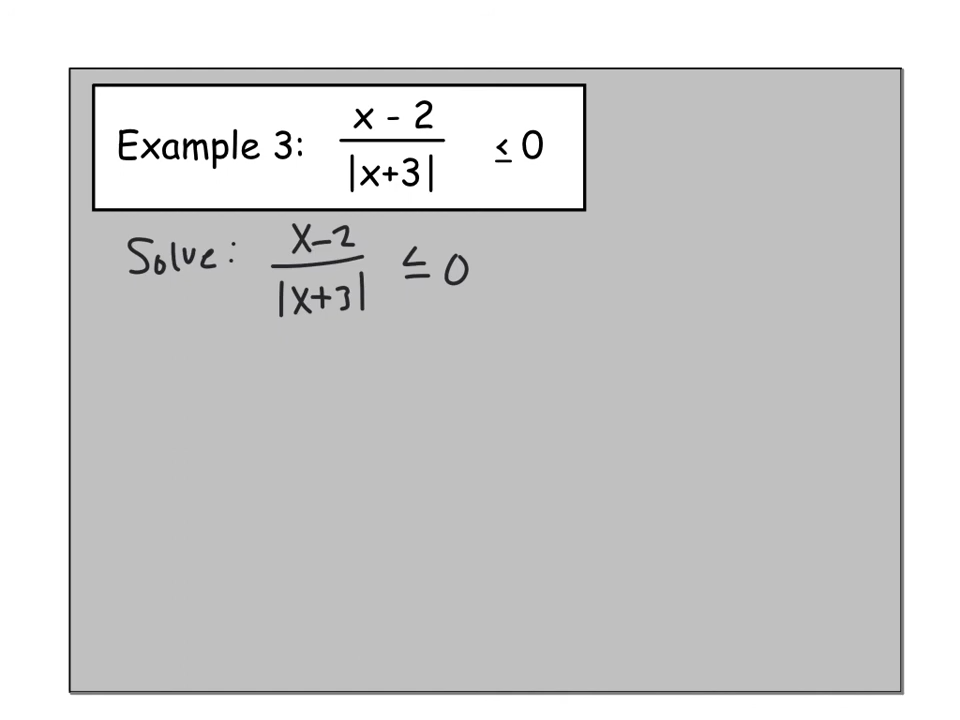 Example 3: x - 2 / |x+3| ≤ 0
Solve: x-2 / |x+3| ≤ 0